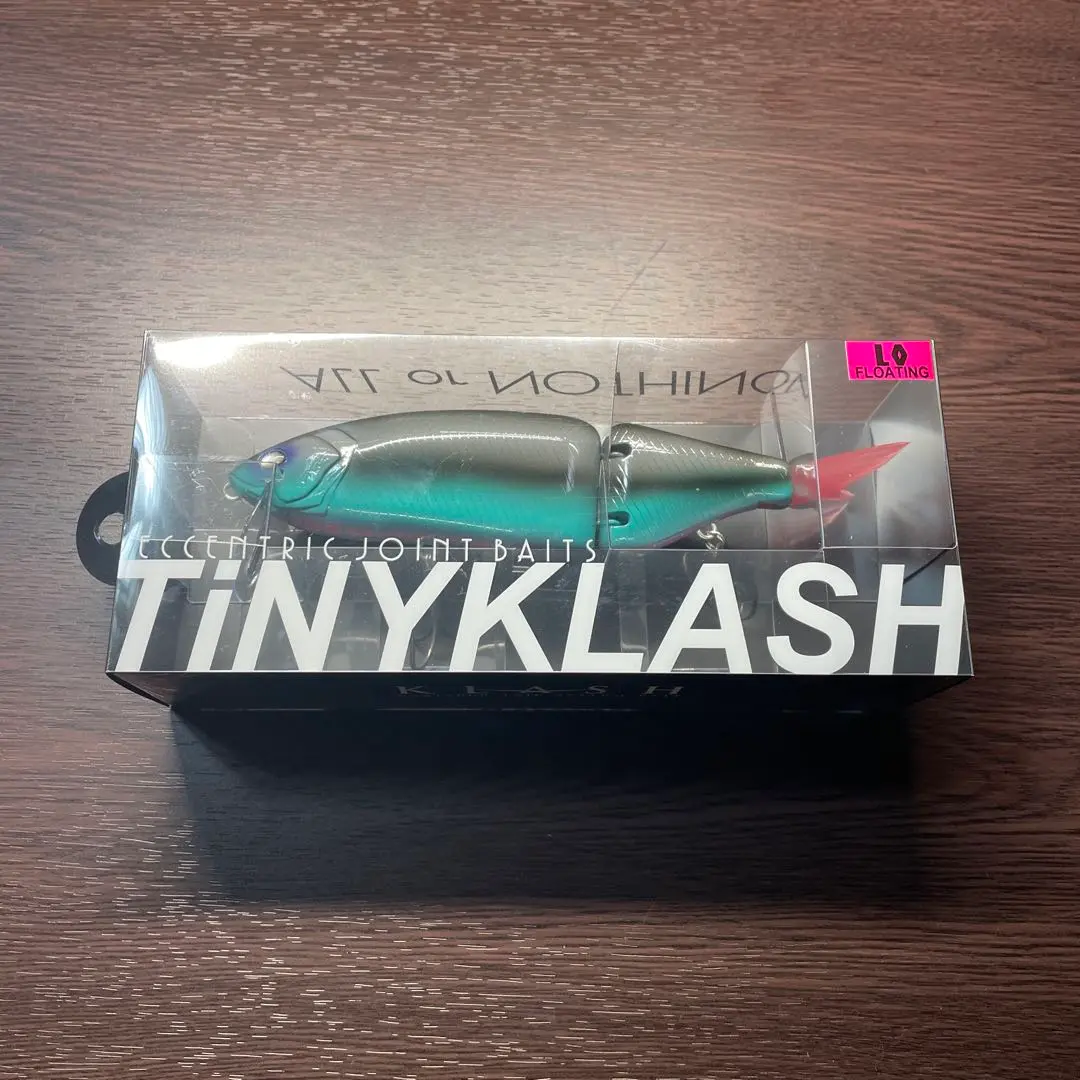 LO
FLOATING
ALL or NOTHING
ECCENTRIC JOINT BAITS
TiNYKLASH
KLASH